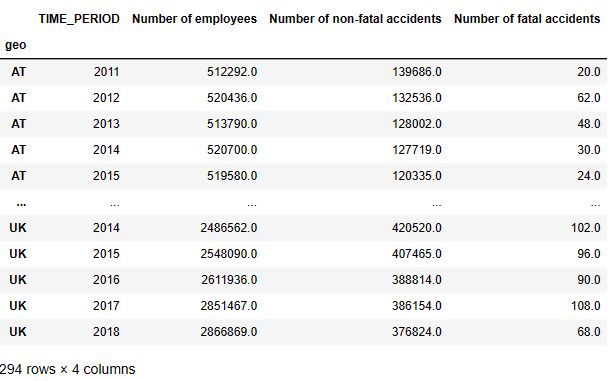 TIME_PERIOD Number of employees Number of non-fatal accidents Number of fatal accidents
geo
AT 2011 512292.0 139686.0 20.0
AT 2012 520436.0 132536.0 62.0
AT 2013 513790.0 128002.0 48.0
AT 2014 520700.0 127719.0 30.0
AT 2015 519580.0 120335.0 24.0
... ... ... ... ...
UK 2014 2486562.0 420520.0 102.0
UK 2015 2548090.0 407465.0 96.0
UK 2016 2611936.0 388814.0 90.0
UK 2017 2851467.0 386154.0 108.0
UK 2018 2866869.0 376824.0 68.0
294 rows × 4 columns